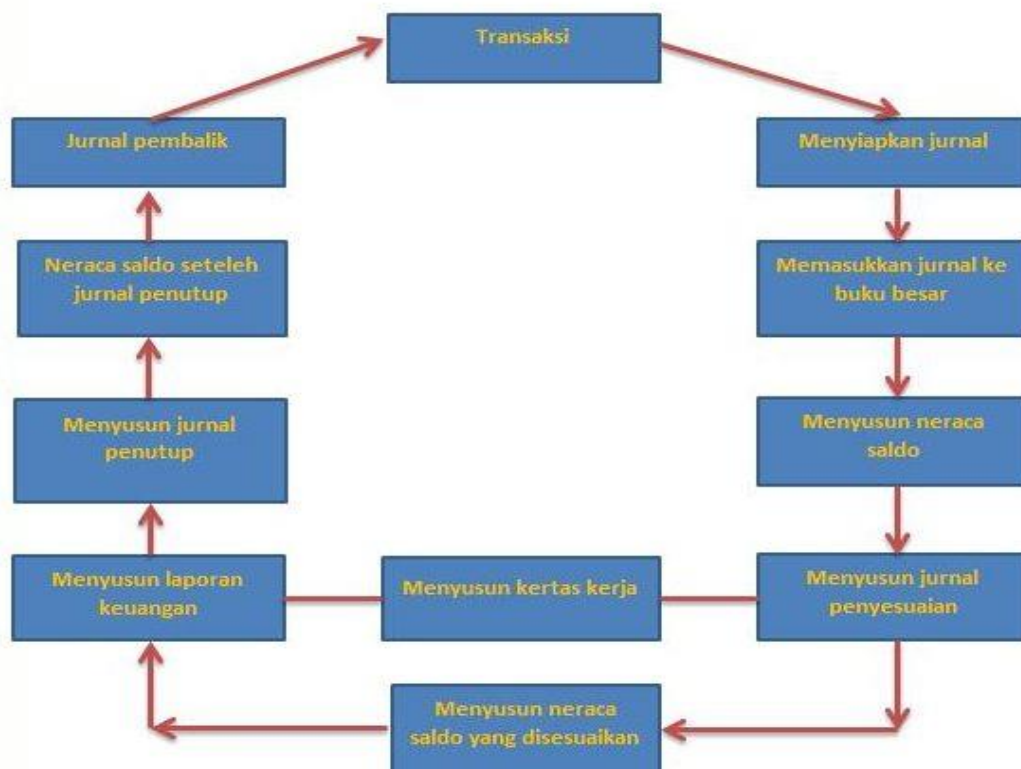 Transaksi
Menyiapkan jurnal
Memasukkan jurnal ke
buku besar
Menyusun neraca
saldo
Menyusun jurnal
penyesuaian
Menyusun kertas kerja
Menyusun neraca
saldo yang disesuaikan
Menyusun laporan
keuangan
Menyusun jurnal
penutup
Neraca saldo seteleh
jurnal penutup
Jurnal pembalik